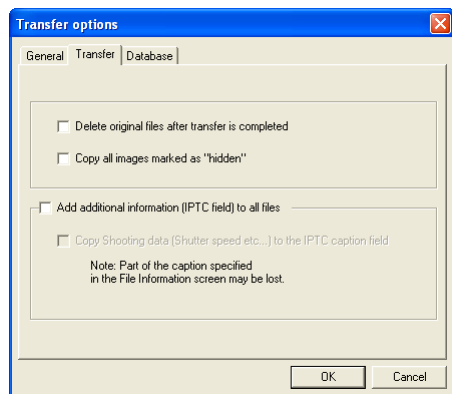 Transfer options
General Transfer Database
Delete original files after transfer is completed
Copy all images marked as "hidden"
Add additional information (IPTC field) to all files
Copy Shooting data (Shutter speed etc...) to the IPTC caption field
Note: Part of the caption specified
in the File Information screen may be lost.
OK Cancel